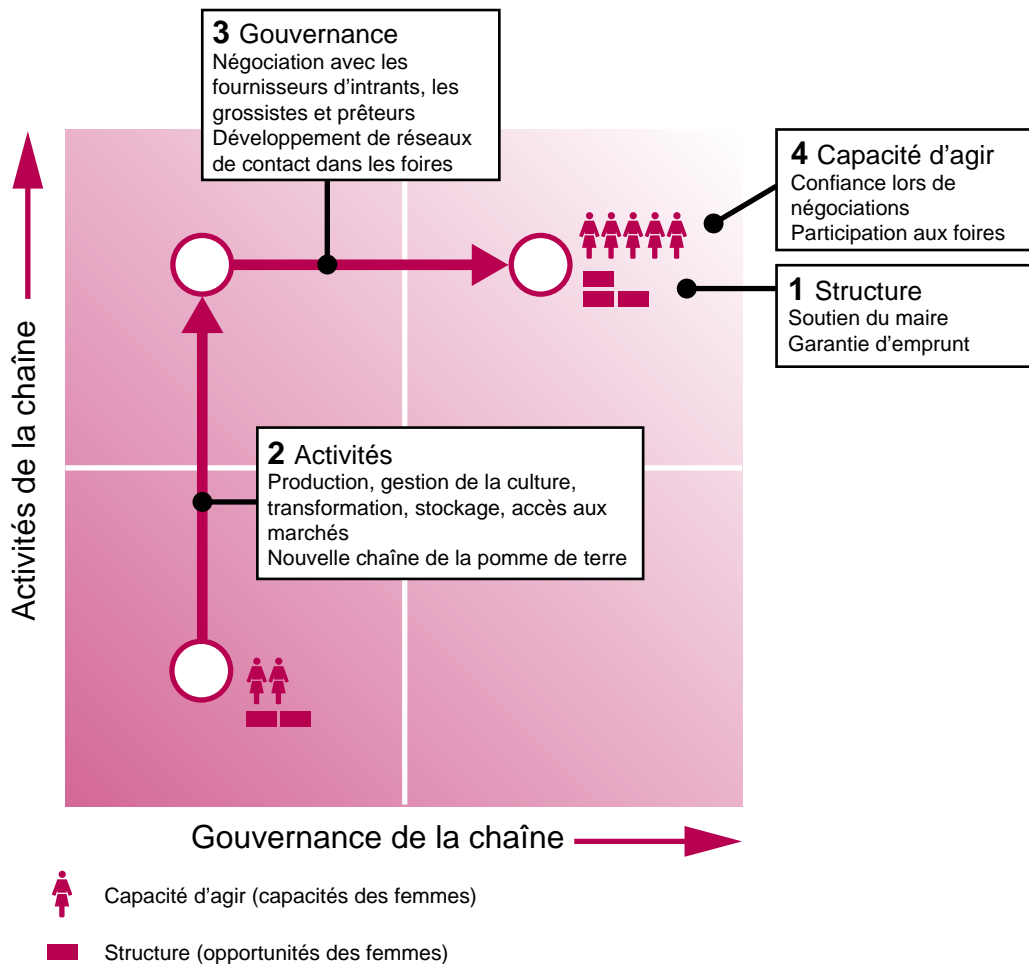 3 Gouvernance
Négociation avec les
fournisseurs d'intrants, les
grossistes et prêteurs
Développement de réseaux
de contact dans les foires
4 Capacité d'agir
Confiance lors de
négociations
Participation aux foires
1 Structure
Soutien du maire
Garantie d'emprunt
2 Activités
Production, gestion de la culture,
transformation, stockage, accès aux
marchés
Nouvelle chaîne de la pomme de terre
Activités de la chaîne
Gouvernance de la chaîne
Capacité d'agir (capacités des femmes)
Structure (opportunités des femmes)